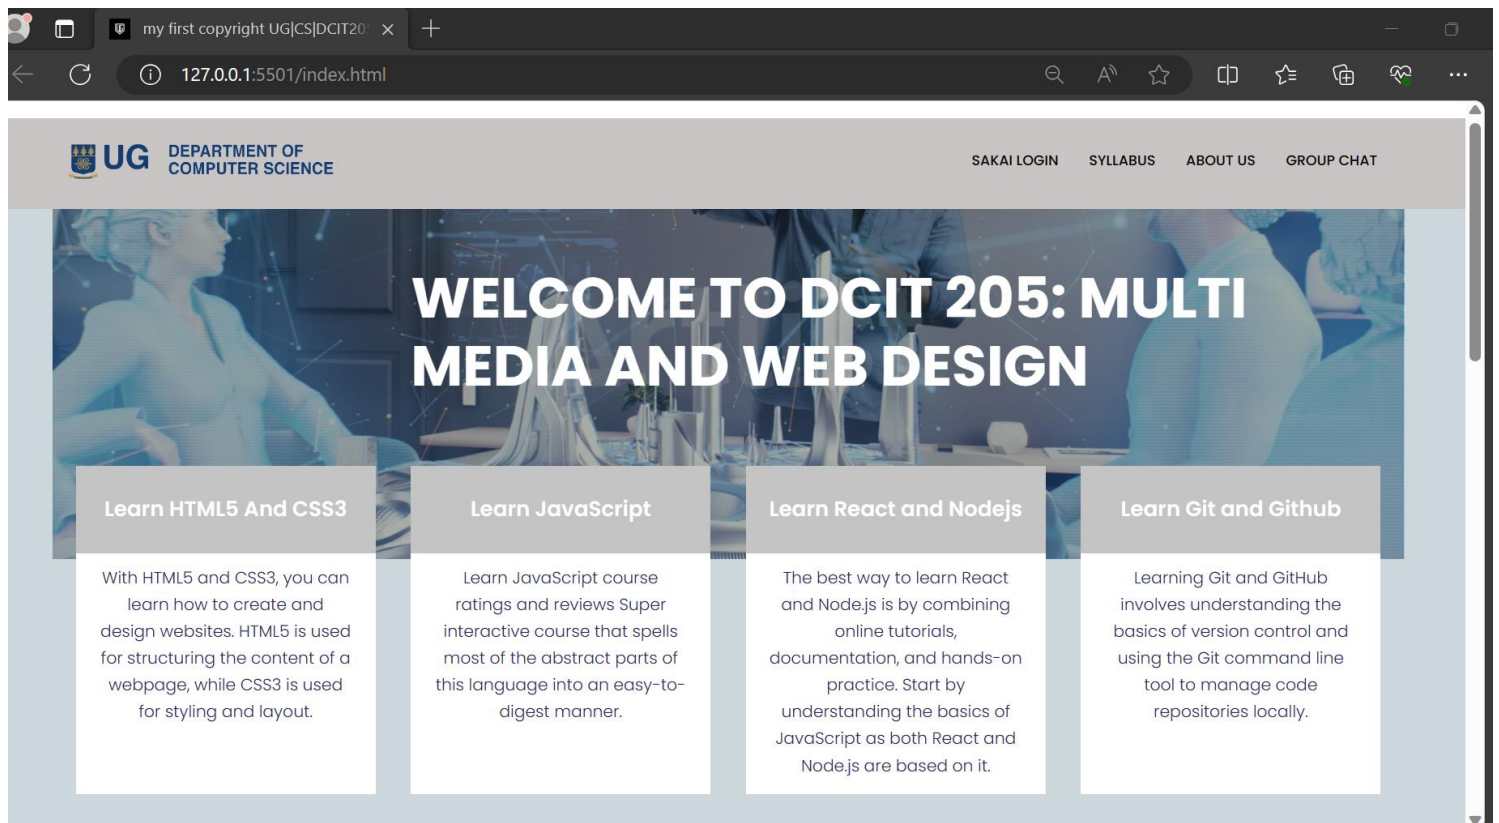 my first copyright UG|CS|DCIT20
127.0.0.1:5501/index.html
UG
DEPARTMENT OF
COMPUTER SCIENCE
SAKAI LOGIN SYLLABUS ABOUT US GROUP CHAT
WELCOME TO DCIT 205: MULTI
MEDIA AND WEB DESIGN
Learn HTML5 And CSS3
With HTML5 and CSS3, you can
learn how to create and
design websites. HTML5 is used
for structuring the content of a
webpage, while CSS3 is used
for styling and layout.
Learn JavaScript
Learn JavaScript course
ratings and reviews Super
interactive course that spells
most of the abstract parts of
this language into an easy-to-
digest manner.
Learn React and Nodejs
The best way to learn React
and Node.js is by combining
online tutorials,
documentation, and hands-on
practice. Start by
understanding the basics of
JavaScript as both React and
Node.js are based on it.
Learn Git and Github
Learning Git and GitHub
involves understanding the
basics of version control and
using the Git command line
tool to manage code
repositories locally.